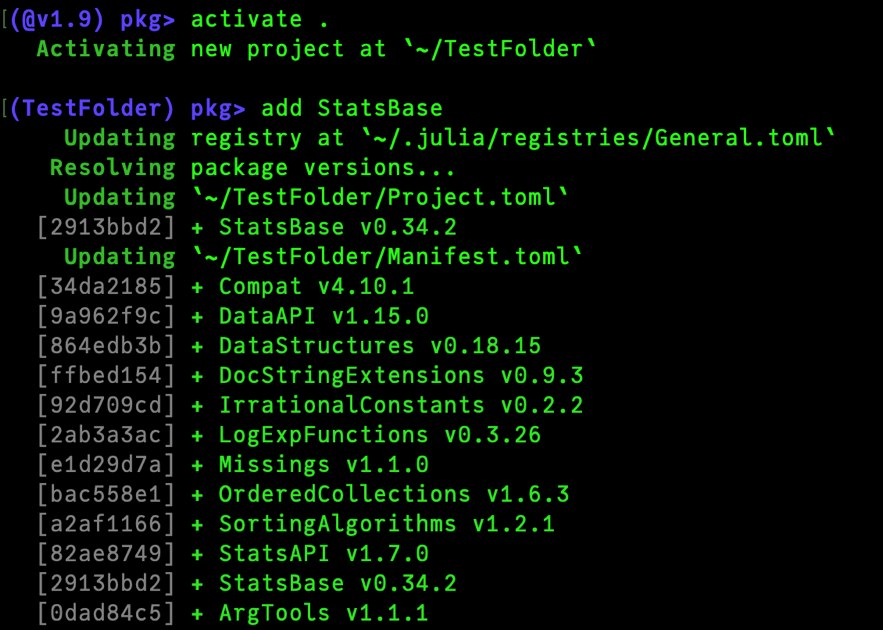 [(@v1.9) pkg> activate .
Activating new project at `~/TestFolder`
[(TestFolder) pkg> add StatsBase
Updating registry at `~/.julia/registries/General.toml`
Resolving package versions...
Updating `~/TestFolder/Project.toml`
[2913bbd2] + StatsBase v0.34.2
Updating `~/TestFolder/Manifest.toml`
[34da2185] + Compat v4.10.1
[9a962f9c] + DataAPI v1.15.0
[864edb3b] + DataStructures v0.18.15
[ffbed154] + DocStringExtensions v0.9.3
[92d709cd] + IrrationalConstants v0.2.2
[2ab3a3ac] + LogExpFunctions v0.3.26
[e1d29d7a] + Missings v1.1.0
[bac558e1] + OrderedCollections v1.6.3
[a2af1166] + SortingAlgorithms v1.2.1
[82ae8749] + StatsAPI v1.7.0
[2913bbd2] + StatsBase v0.34.2
[0dad84c5] + ArgTools v1.1.1